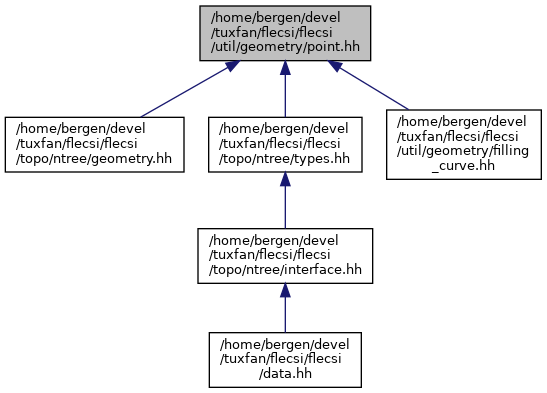 /home/bergen/devel
/tuxfan/flecsi/flecsi
/util/geometry/point.hh
/home/bergen/devel
/tuxfan/flecsi/flecsi
/topo/ntree/geometry.hh
/home/bergen/devel
/tuxfan/flecsi/flecsi
/topo/ntree/types.hh
/home/bergen/devel
/tuxfan/flecsi/flecsi
/util/geometry/filling
_curve.hh
/home/bergen/devel
/tuxfan/flecsi/flecsi
/topo/ntree/interface.hh
/home/bergen/devel
/tuxfan/flecsi/flecsi
/data.hh